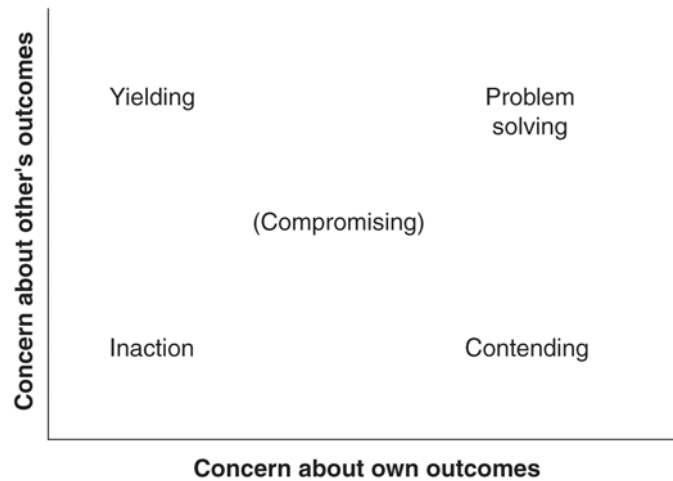 Concern about other's outcomes
Yielding
Problem
solving
(Compromising)
Inaction
Contending
Concern about own outcomes